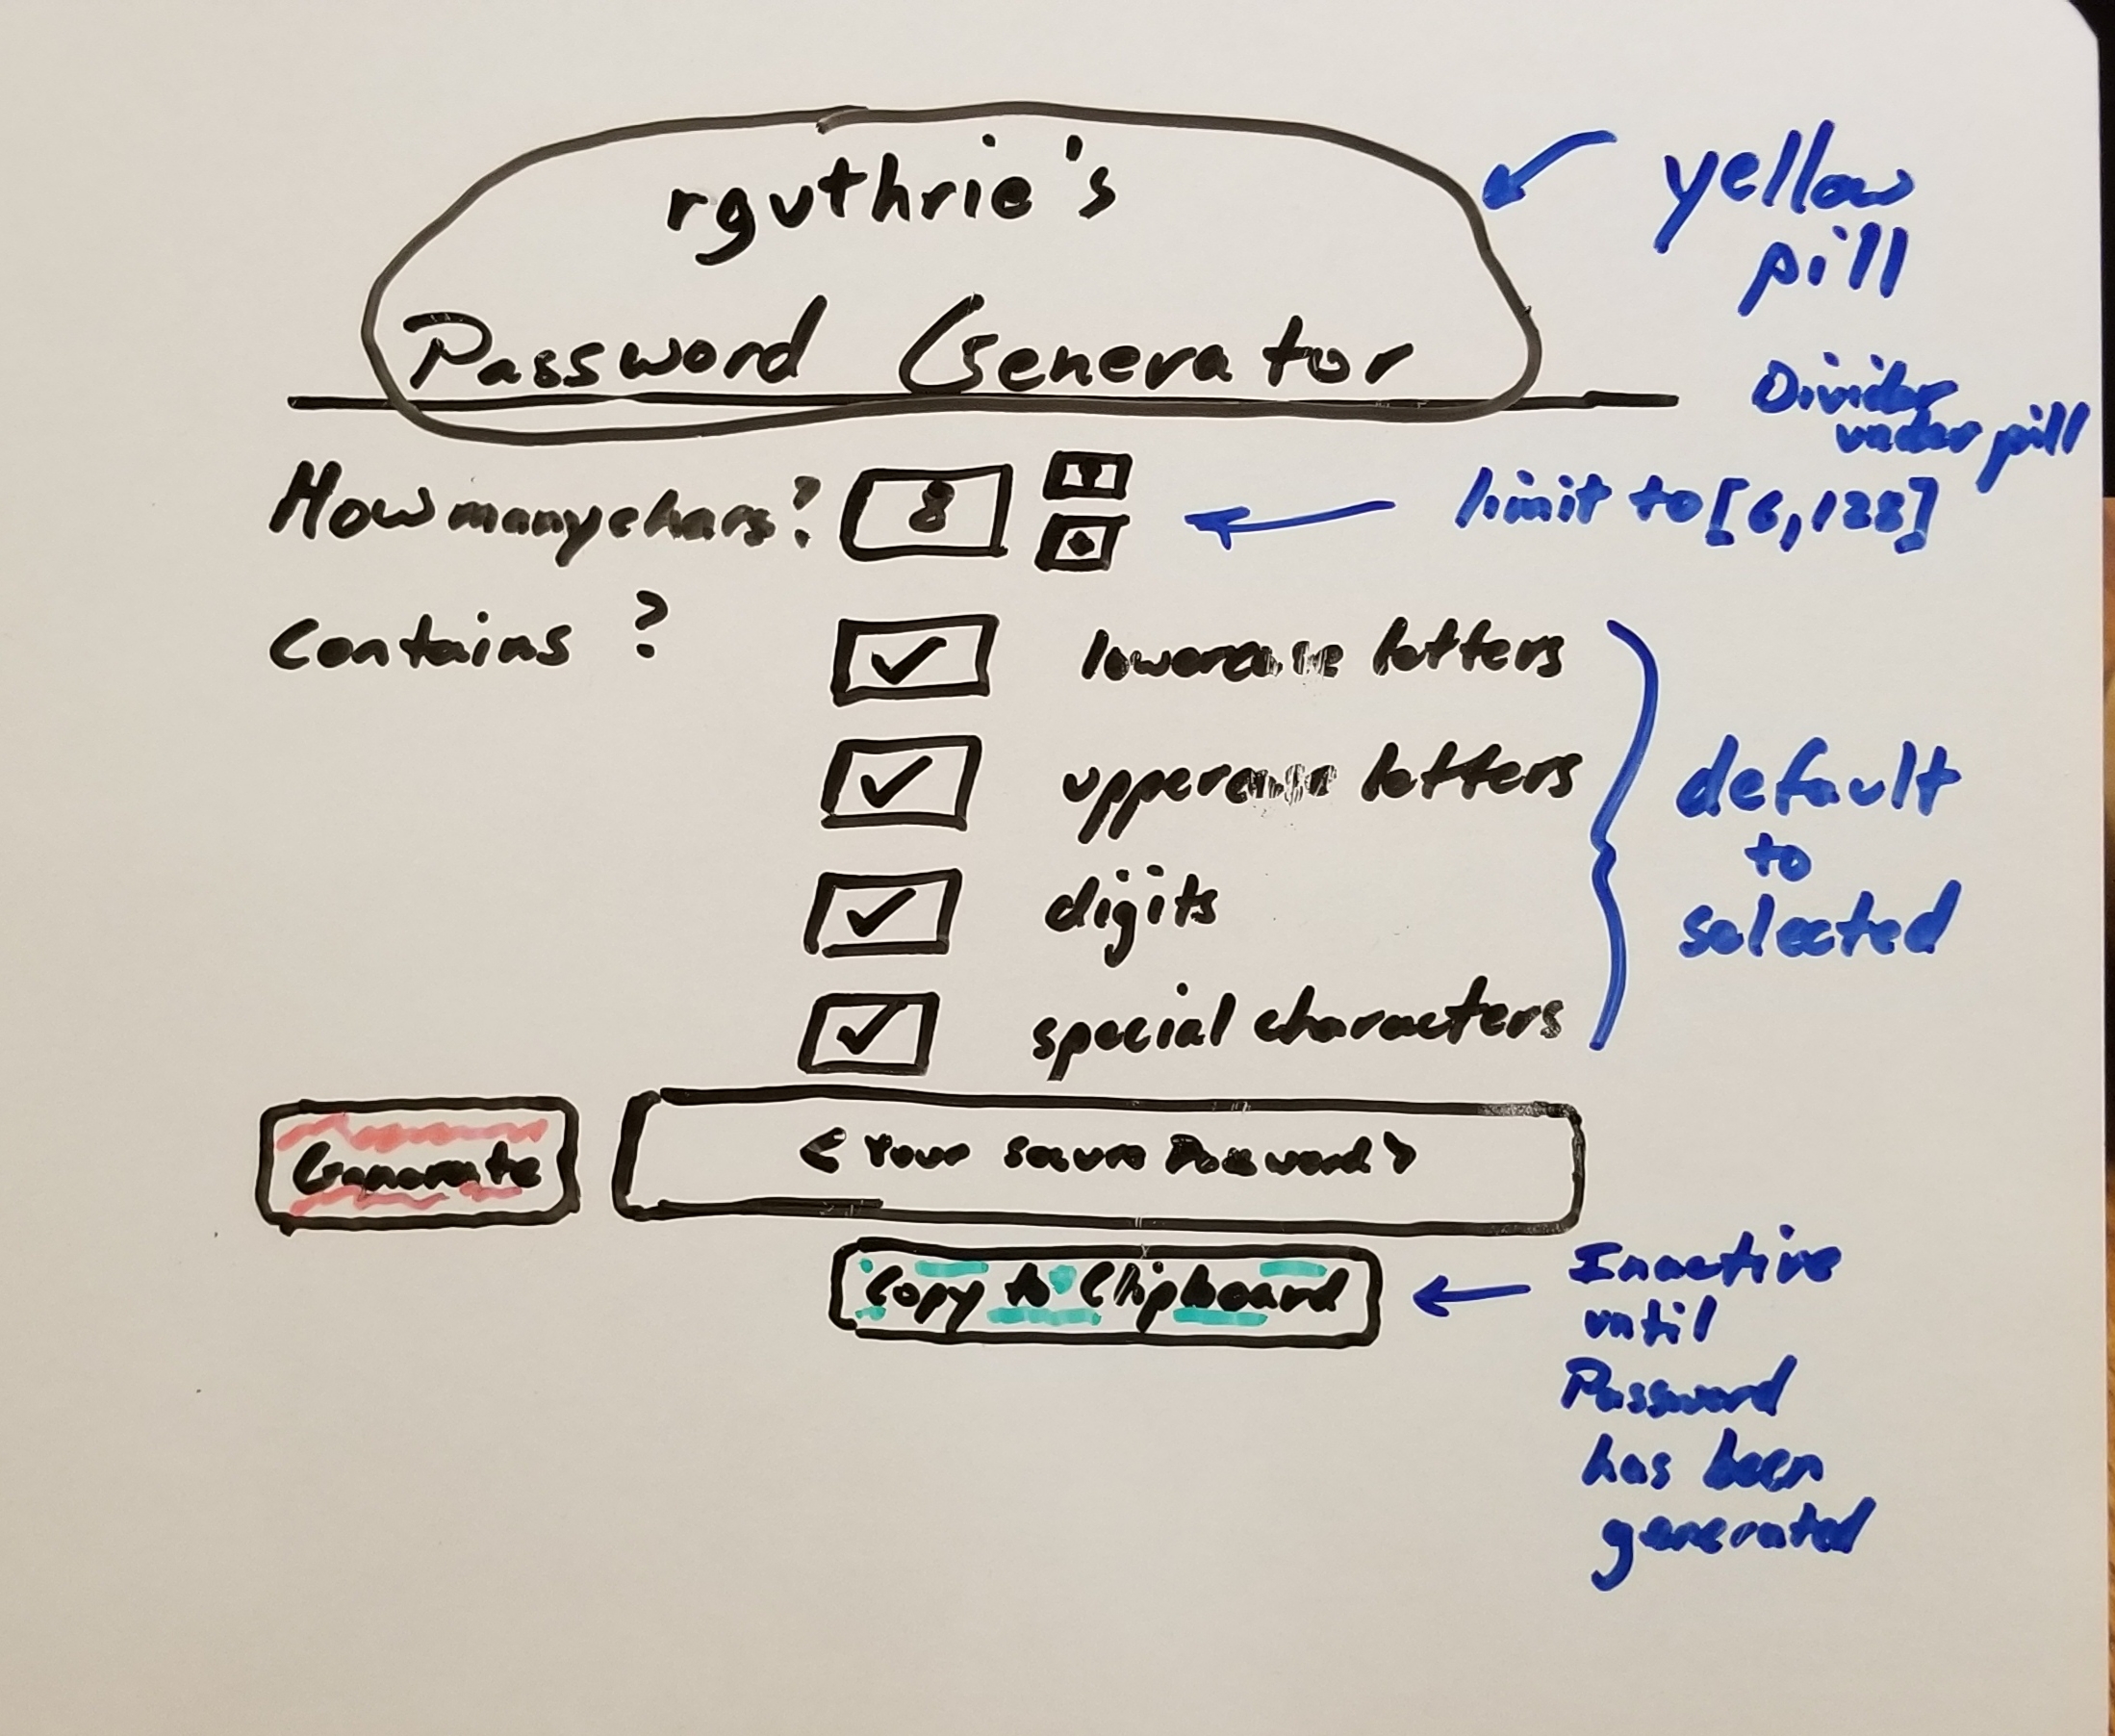 rguthrie's
Password Generator
yellow
pill
Divider
under pill
How many chars? 8
limit to [6,128]
Contains ?
lowercase letters
uppercase letters
digits
special characters
default
to
selected
Generate
< Your Secure Password >
Copy to Clipboard
Inactive
until
Password
has been
generated